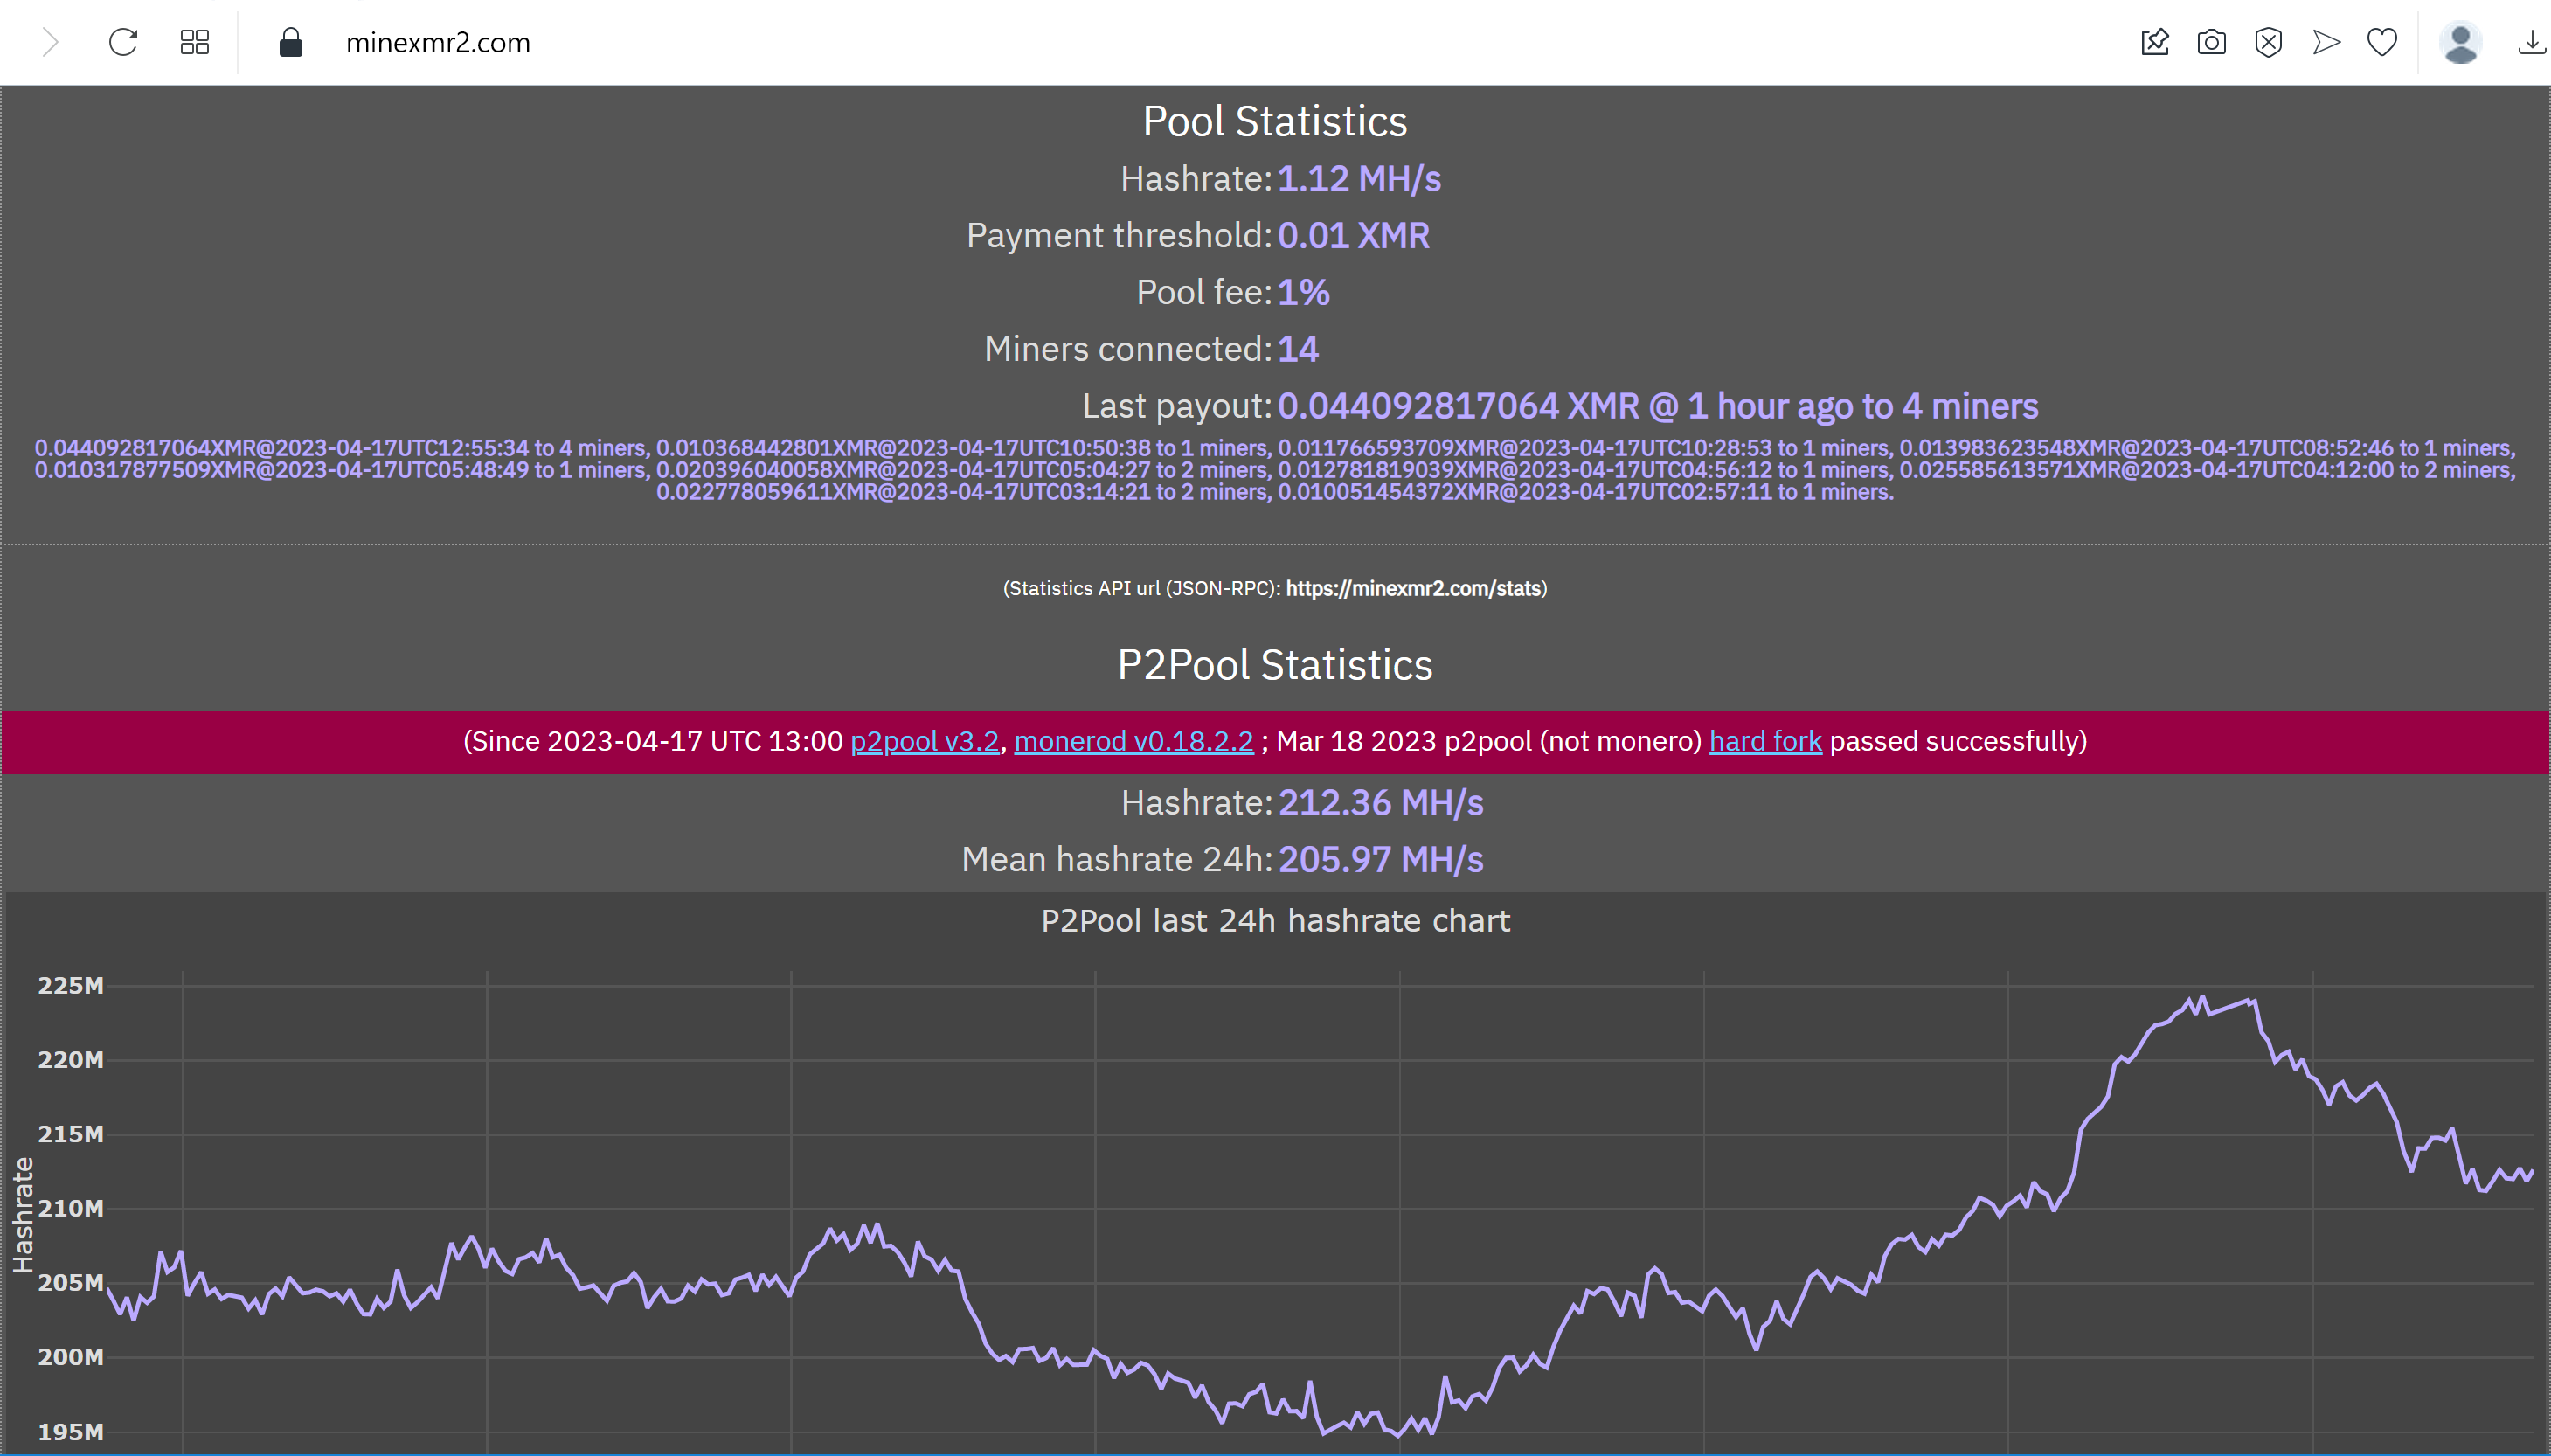 minexmr2.com
Pool Statistics
Hashrate: 1.12 MH/s
Payment threshold: 0.01 XMR
Pool fee: 1%
Miners connected: 14
Last payout: 0.044092817064 XMR @ 1 hour ago to 4 miners
0.044092817064XMR@2023-04-17UTC12:55:34 to 4 miners, 0.010368442801XMR@2023-04-17UTC10:50:38 to 1 miners, 0.011766593709XMR@2023-04-17UTC10:28:53 to 1 miners, 0.013983623548XMR@2023-04-17UTC08:52:46 to 1 miners,
0.010317877509XMR@2023-04-17UTC05:48:49 to 1 miners, 0.020396040058XMR@2023-04-17UTC05:04:27 to 2 miners, 0.012781819039XMR@2023-04-17UTC04:56:12 to 1 miners, 0.025585613571XMR@2023-04-17UTC04:12:00 to 2 miners,
0.022778059611XMR@2023-04-17UTC03:14:21 to 2 miners, 0.010051454372XMR@2023-04-17UTC02:57:11 to 1 miners.
(Statistics API url (JSON-RPC): https://minexmr2.com/stats)
P2Pool Statistics
(Since 2023-04-17 UTC 13:00 p2pool v3.2, monerod v0.18.2.2 ; Mar 18 2023 p2pool (not monero) hard fork passed successfully)
Hashrate: 212.36 MH/s
Mean hashrate 24h: 205.97 MH/s
P2Pool last 24h hashrate chart
225M
220M
215M
210M
205M
200M
195M
Hashrate